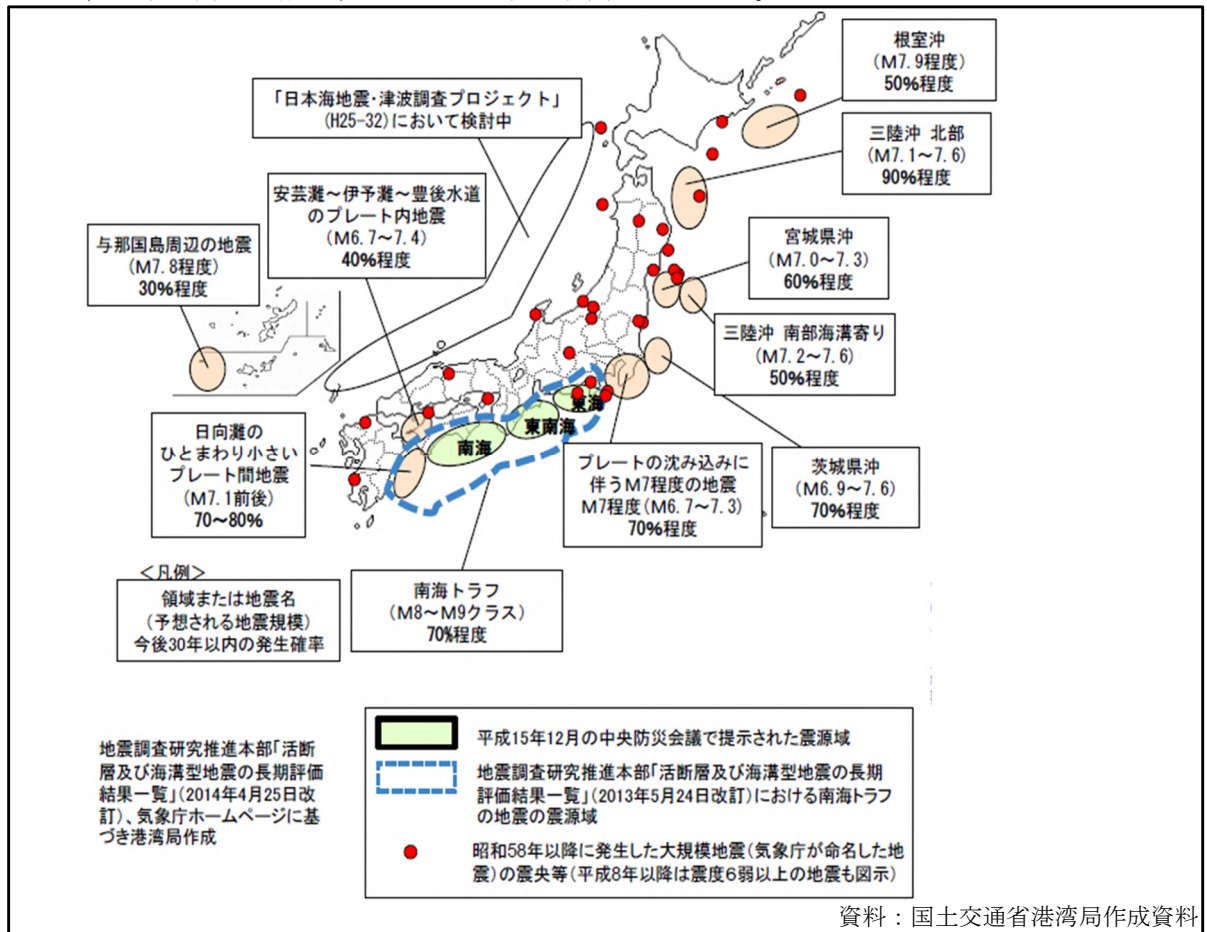 根室沖
(M7.9程度)
50%程度
「日本海地震・津波調査プロジェクト」
(H25-32)において検討中
三陸沖 北部
(M7.1～7.6)
90%程度
安芸灘～伊予灘～豊後水道
のプレート内地震
(M6.7～7.4)
40%程度
与那国島周辺の地震
(M7.8程度)
30%程度
宮城県沖
(M7.0～7.3)
60%程度
三陸沖 南部海溝寄り
(M7.2～7.6)
50%程度
東海
東南海
南海
日向灘の
ひとまわり小さい
プレート間地震
(M7.1前後)
70～80%
プレートの沈み込みに
伴うM7程度の地震
M7程度(M6.7～7.3)
70%程度
茨城県沖
(M6.9～7.6)
70%程度
＜凡例＞
領域または地震名
(予想される地震規模)
今後30年以内の発生確率
南海トラフ
(M8～M9クラス)
70%程度
地震調査研究推進本部「活断
層及び海溝型地震の長期評価
結果一覧」(2014年4月25日改
訂)、気象庁ホームページに基
づき港湾局作成
平成15年12月の中央防災会議で提示された震源域
地震調査研究推進本部「活断層及び海溝型地震の長期
評価結果一覧」(2013年5月24日改訂)における南海トラフ
の地震の震源域
昭和58年以降に発生した大規模地震(気象庁が命名した地
震)の震央等(平成8年以降は震度6弱以上の地震も図示)
資料：国土交通省港湾局作成資料